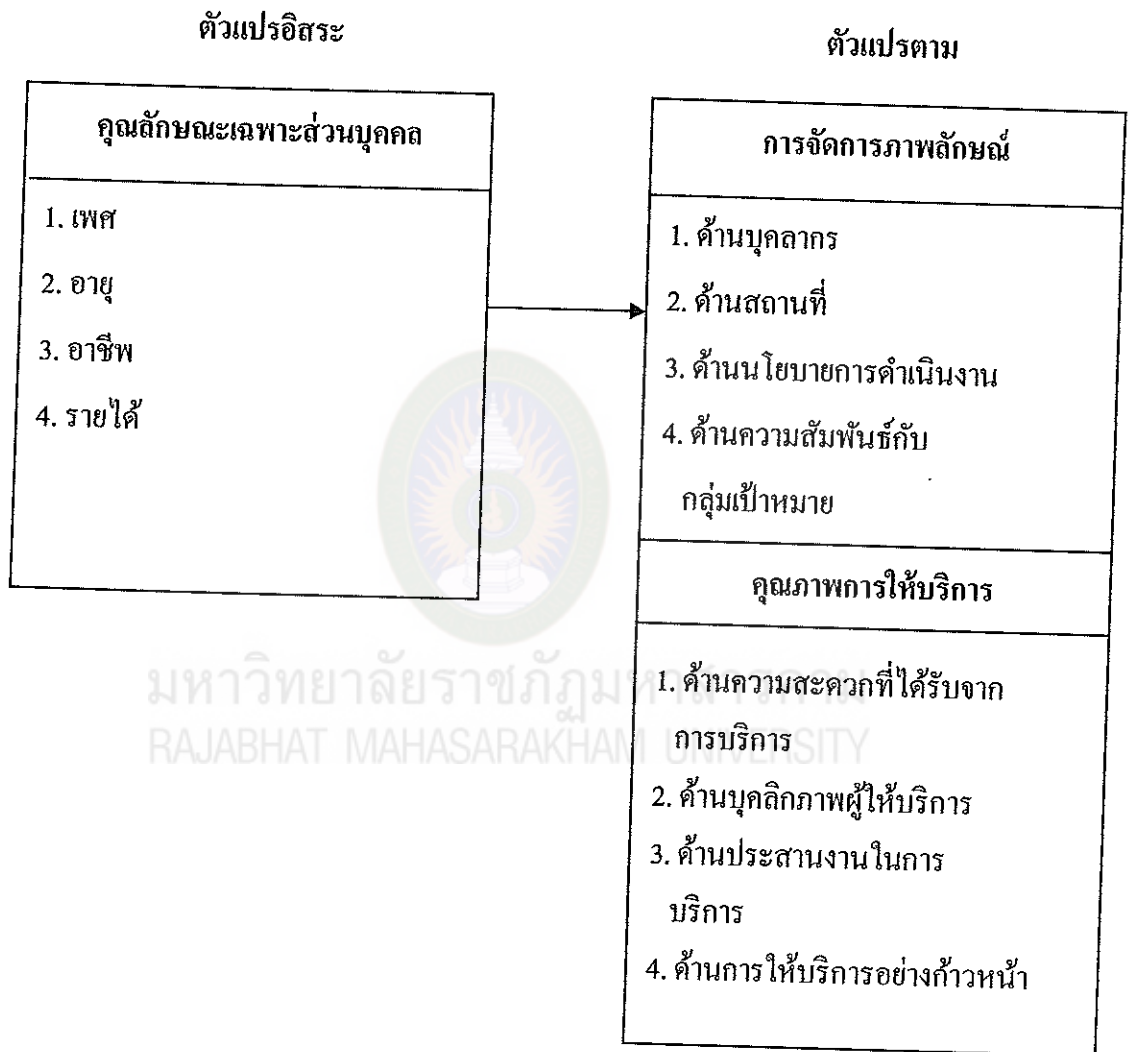 ตัวแปรอิสระ
คุณลักษณะเฉพาะส่วนบุคคล
1. เพศ
2. อายุ
3. อาชีพ
4. รายได้
ตัวแปรตาม
การจัดการภาพลักษณ์
1. ด้านบุคลากร
2. ด้านสถานที่
3. ด้านนโยบายการดำเนินงาน
4. ด้านความสัมพันธ์กับ
กลุ่มเป้าหมาย
คุณภาพการให้บริการ
1. ด้านความสะดวกที่ได้รับจาก
การบริการ
2. ด้านบุคลิกภาพผู้ให้บริการ
3. ด้านประสานงานในการ
บริการ
4. ด้านการให้บริการอย่างก้าวหน้า
มหาวิทยาลัยราชภัฏมหาสารคาม
RAJABHAT MAHASARAKHAM UNIVERSITY